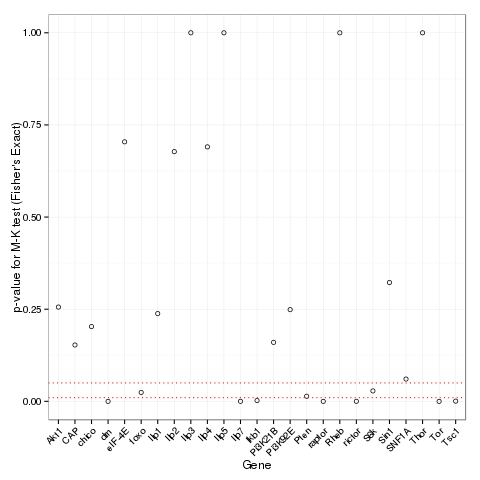 p-value for M-K test (Fisher's Exact)
1.00
0.75
0.50
0.25
0.00
Akt1
CAP
chico
dm
eIF-4E
foxo
Ilp1
Ilp2
Ilp3
Ilp4
Ilp5
Ilp7
lkb1
PI3K21B
PI3K92E
Pten
raptor
Rheb
rictor
S6k
Sin1
SNF1A
Thor
Tor
Tsc1
Gene